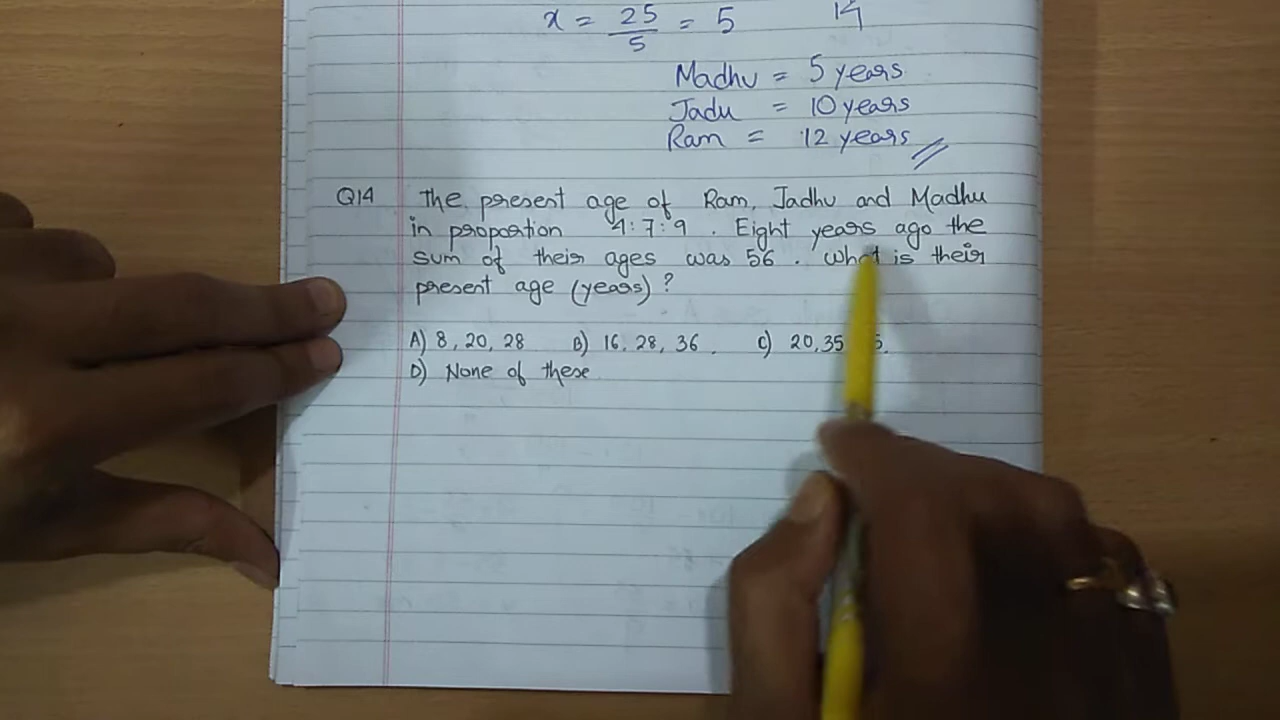 x = 25/5 = 5 14
Madhu = 5 years
Jadu = 10 years
Ram = 12 years
Q14 The present age of Ram, Jadhu and Madhu
in propostion 4:7:9 . Eight years ago the
sum of their ages was 56 . What is their
present age (years) ?
A) 8, 20, 28 B) 16, 28, 36 . C) 20, 35
D) None of these